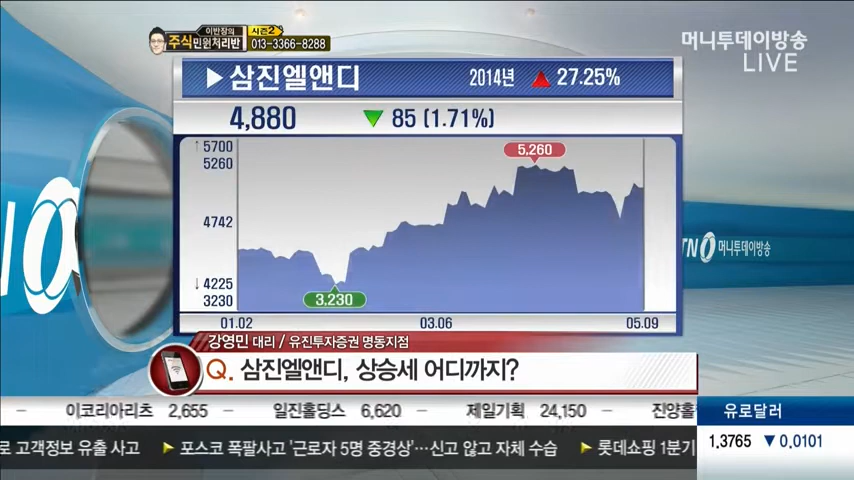 이반장의 시즌2
주식민원처리반 013-3366-8288
머니투데이방송
LIVE
▶삼진엘앤디 2014년 ▲ 27.25%
4,880 ▼ 85 (1.71%)
↑5700
5260
4742
↓4225
3230
5,260
3,230
01.02 03.06 05.09
TN 머니투데이방송
강영민 대리 / 유진투자증권 명동지점
Q. 삼진엘앤디, 상승세 어디까지?
– 이코리아리츠 2,655 – 일진홀딩스 6,620 – 제일기획 24,150 – 진양홀
유로달러
1,3765 ▼0,0101
로 고객정보 유출 사고 ▶ 포스코 폭팔사고 '근로자 5명 중경상'…신고 않고 자체 수습 ▶ 롯데쇼핑 1분기